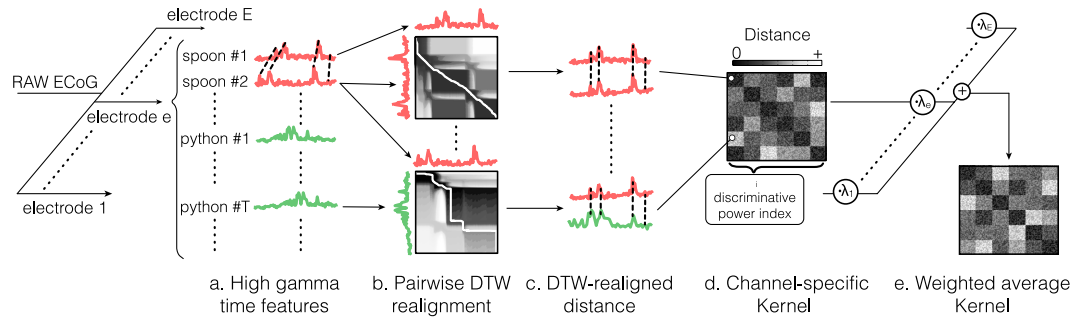 electrode E
RAW ECoG
electrode e
electrode 1
spoon #1
spoon #2
python #1
python #T
Distance
0 +
i
discriminative
power index
·λE
·λe
+
·λ1
a. High gamma
time features
b. Pairwise DTW
realignment
c. DTW-realigned
distance
d. Channel-specific
Kernel
e. Weighted average
Kernel